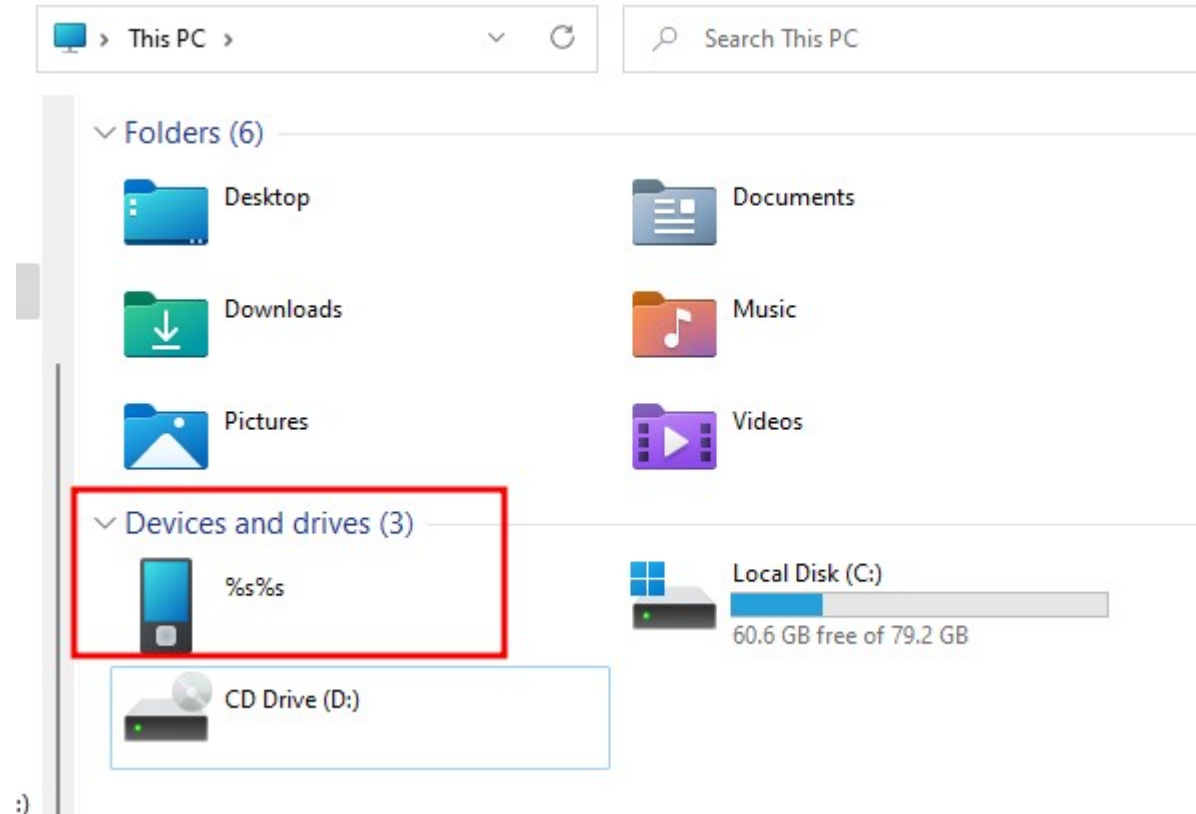 This PC
Search This PC
Folders (6)
Desktop
Documents
Downloads
Music
Pictures
Videos
Devices and drives (3)
%s%s
Local Disk (C:)
60.6 GB free of 79.2 GB
CD Drive (D:)
:)